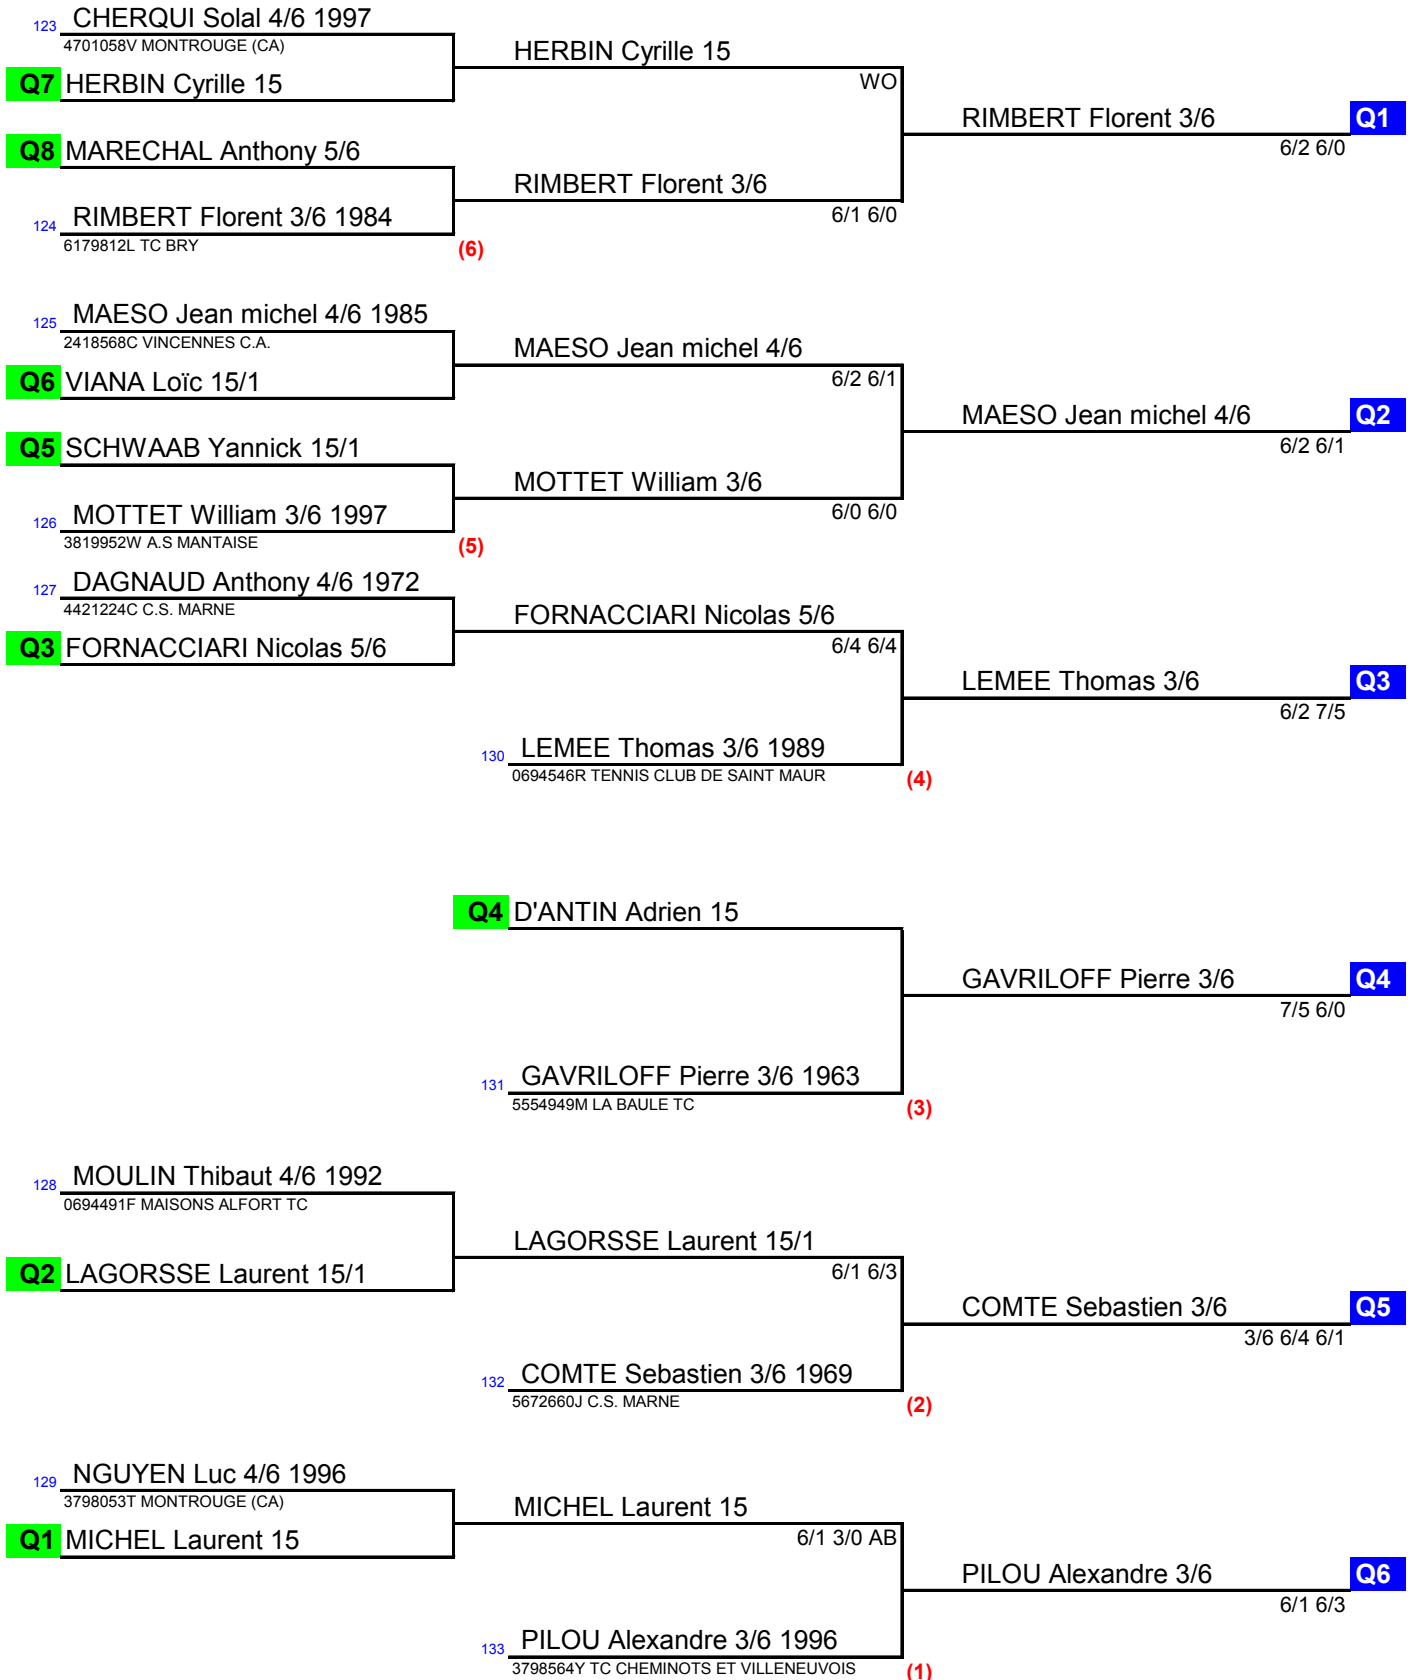 123 CHERQUI Solal 4/6 1997
4701058V MONTROUGE (CA)
HERBIN Cyrille 15
WO
Q7 HERBIN Cyrille 15
RIMBERT Florent 3/6 Q1
6/2 6/0
Q8 MARECHAL Anthony 5/6
RIMBERT Florent 3/6
6/1 6/0
124 RIMBERT Florent 3/6 1984
6179812L TC BRY
(6)
125 MAESO Jean michel 4/6 1985
2418568C VINCENNES C.A.
MAESO Jean michel 4/6
6/2 6/1
Q6 VIANA Loïc 15/1
MAESO Jean michel 4/6 Q2
6/2 6/1
Q5 SCHWAAB Yannick 15/1
MOTTET William 3/6
6/0 6/0
126 MOTTET William 3/6 1997
3819952W A.S MANTAISE
(5)
127 DAGNAUD Anthony 4/6 1972
4421224C C.S. MARNE
FORNACCIARI Nicolas 5/6
6/4 6/4
Q3 FORNACCIARI Nicolas 5/6
LEMEE Thomas 3/6 Q3
6/2 7/5
130 LEMEE Thomas 3/6 1989
0694546R TENNIS CLUB DE SAINT MAUR
(4)
Q4 D'ANTIN Adrien 15
GAVRILOFF Pierre 3/6 Q4
7/5 6/0
131 GAVRILOFF Pierre 3/6 1963
5554949M LA BAULE TC
(3)
128 MOULIN Thibaut 4/6 1992
0694491F MAISONS ALFORT TC
LAGORSSE Laurent 15/1
6/1 6/3
Q2 LAGORSSE Laurent 15/1
COMTE Sebastien 3/6 Q5
3/6 6/4 6/1
132 COMTE Sebastien 3/6 1969
5672660J C.S. MARNE
(2)
129 NGUYEN Luc 4/6 1996
3798053T MONTROUGE (CA)
MICHEL Laurent 15
6/1 3/0 AB
Q1 MICHEL Laurent 15
PILOU Alexandre 3/6 Q6
6/1 6/3
133 PILOU Alexandre 3/6 1996
3798564Y TC CHEMINOTS ET VILLENEUVOIS
(1)